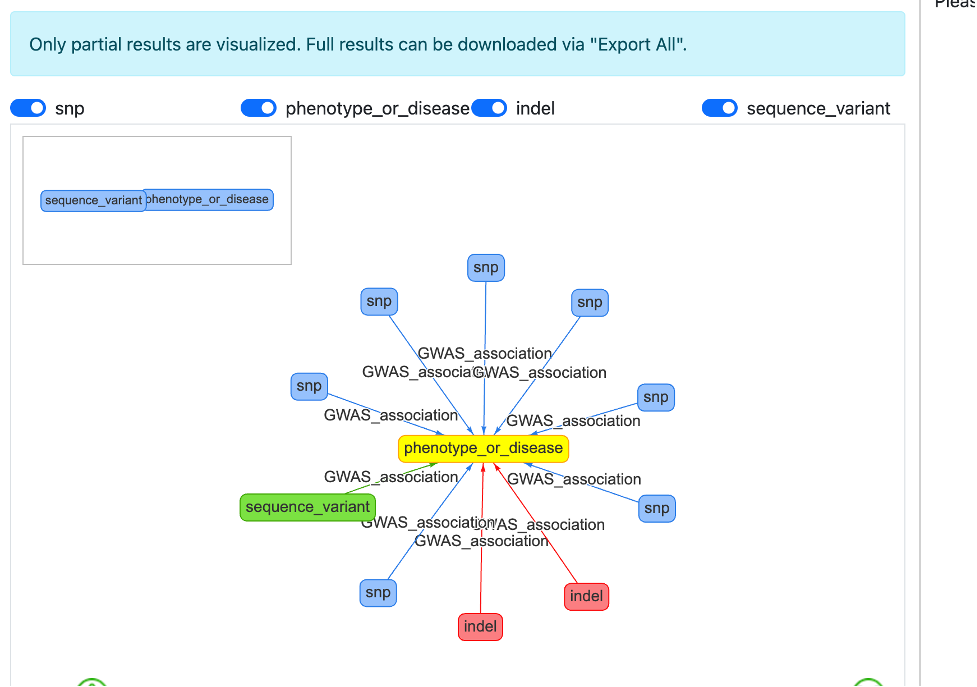 Pleas
Only partial results are visualized. Full results can be downloaded via "Export All".
snp
phenotype_or_disease
indel
sequence_variant
sequence_variant
phenotype_or_disease
snp
snp
snp
GWAS_association
GWAS_associa
GWAS_association
snp
snp
GWAS_association
GWAS_association
phenotype_or_disease
GWAS_association
GWAS_association
sequence_variant
snp
GWAS_association
WAS_association
GWAS_association
snp
indel
indel